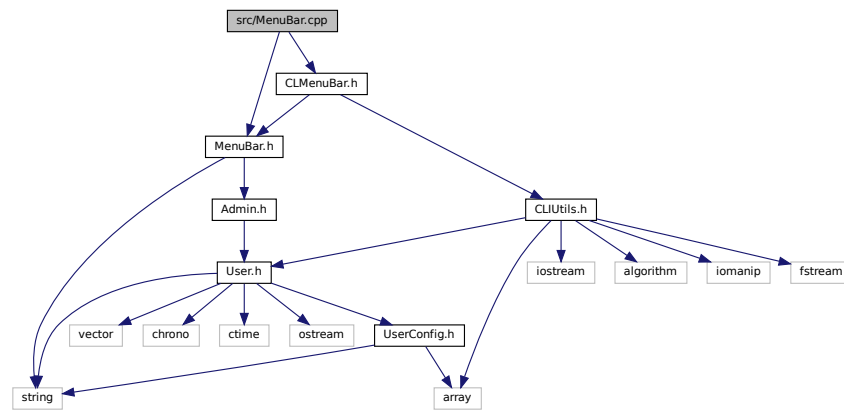 src/MenuBar.cpp
CLMenuBar.h
MenuBar.h
Admin.h
CLIUtils.h
User.h
iostream
algorithm
iomanip
fstream
vector
chrono
ctime
ostream
UserConfig.h
string
array